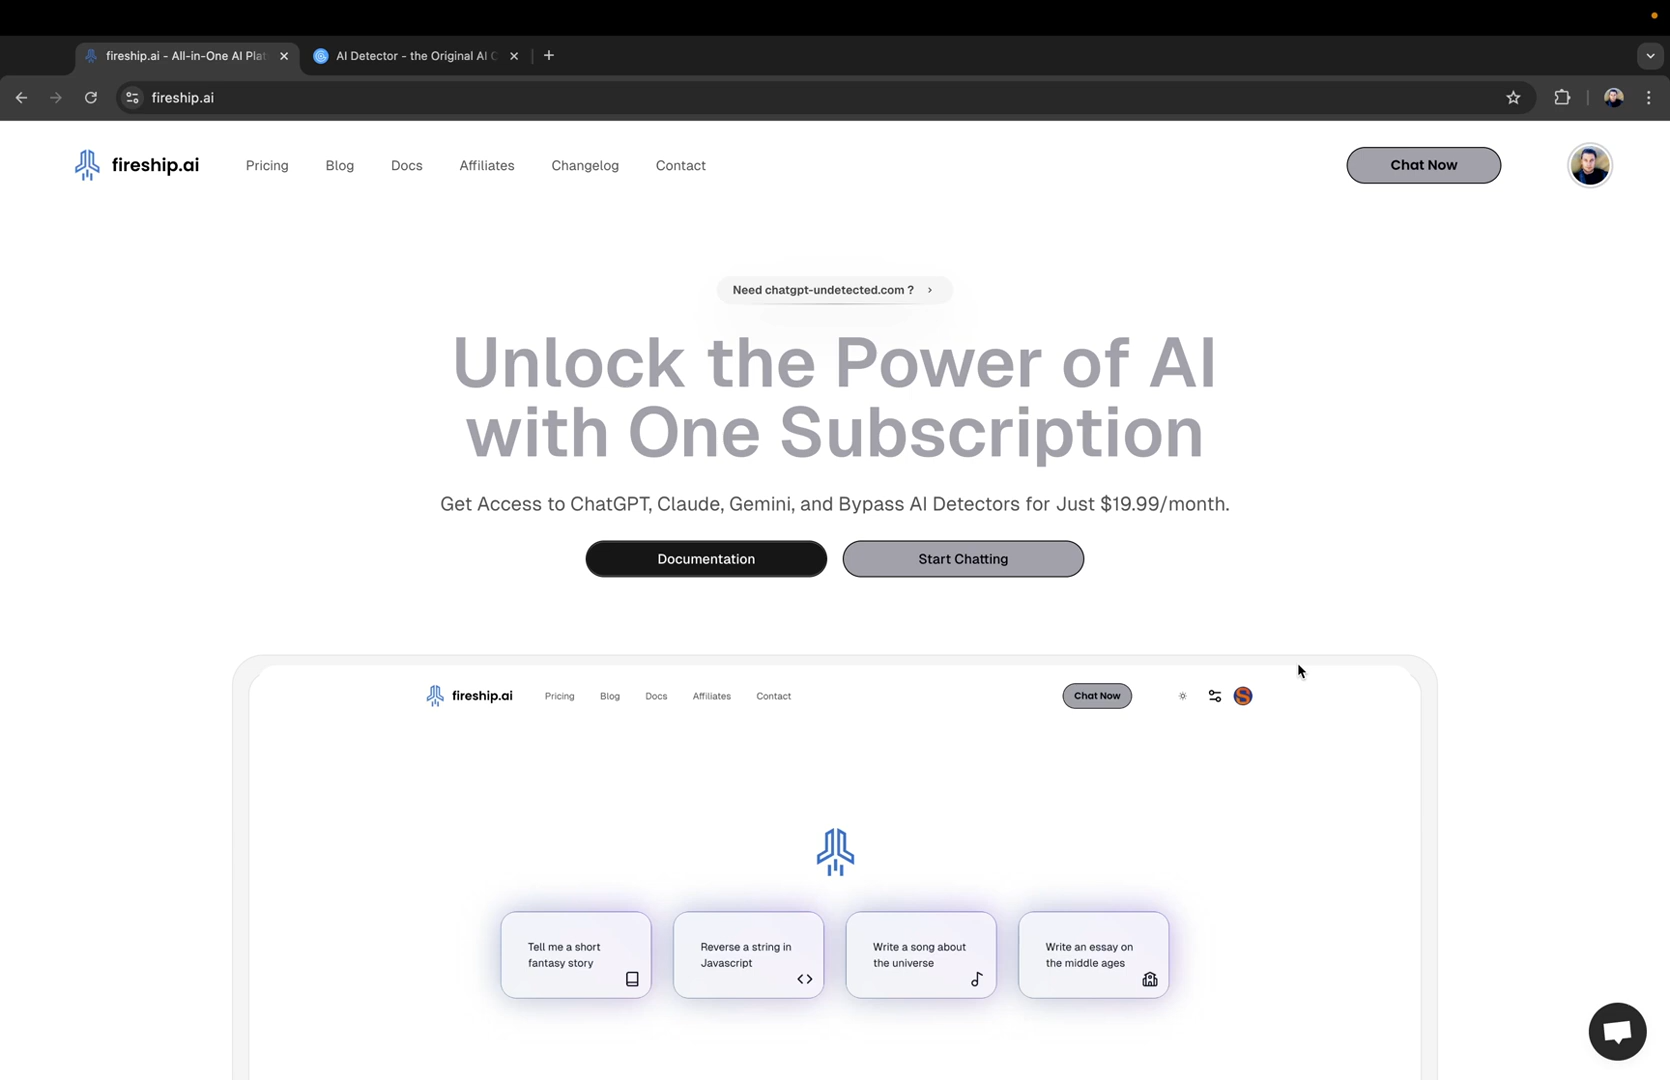 fireship.ai - All-in-One AI Plat
AI Detector - the Original AI C
fireship.ai
fireship.ai
Pricing
Blog
Docs
Affiliates
Changelog
Contact
Chat Now
Need chatgpt-undetected.com ?
Unlock the Power of AI
with One Subscription
Get Access to ChatGPT, Claude, Gemini, and Bypass AI Detectors for Just $19.99/month.
Documentation
Start Chatting
fireship.ai
Pricing
Blog
Docs
Affiliates
Contact
Chat Now
S
Tell me a short
fantasy story
Reverse a string in
Javascript
Write a song about
the universe
Write an essay on
the middle ages